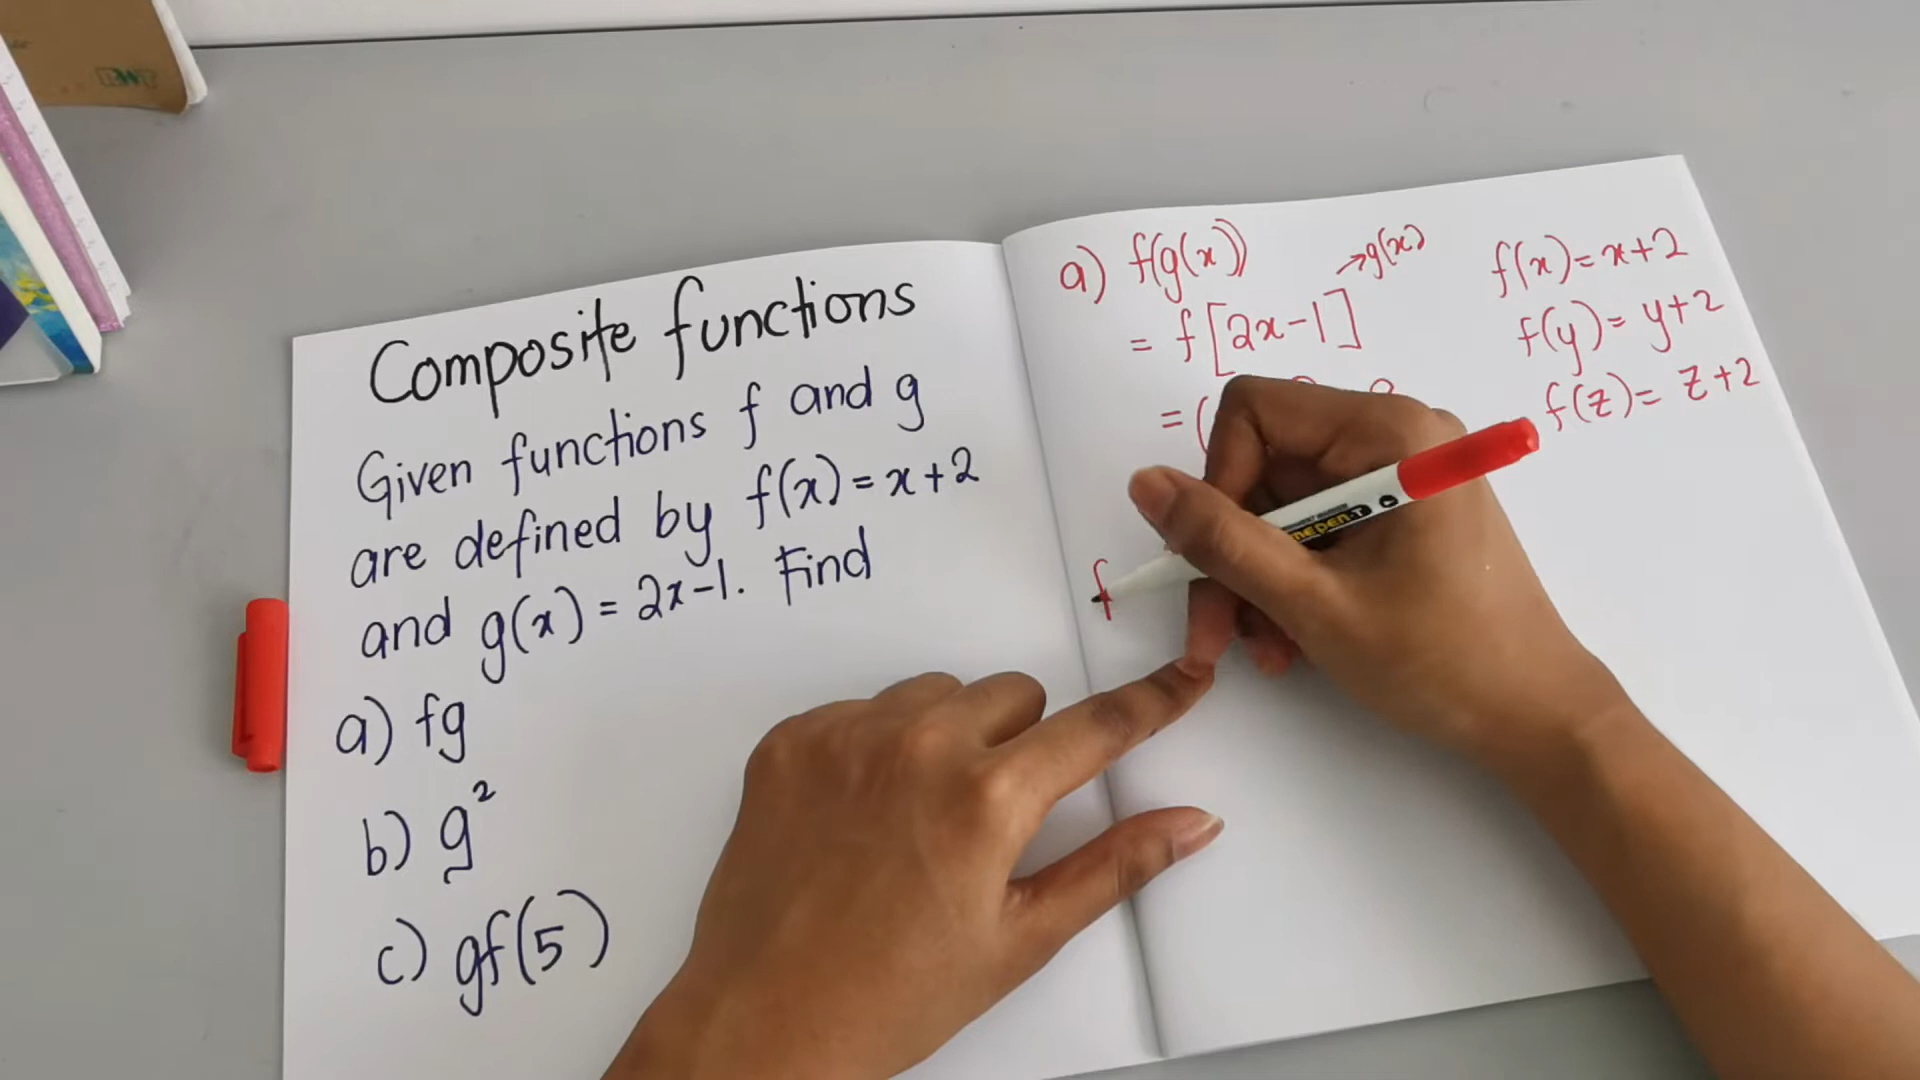 Composite functions
Given functions f and g
are defined by f(x) = x+2
and g(x) = 2x-1. Find
a) fg
b) g²
c) gf(5)
a) f(g(x))
→g(x)
= f[2x-1]
= (
f
f(x)= x+2
f(y)= y+2
f(z)= z+2